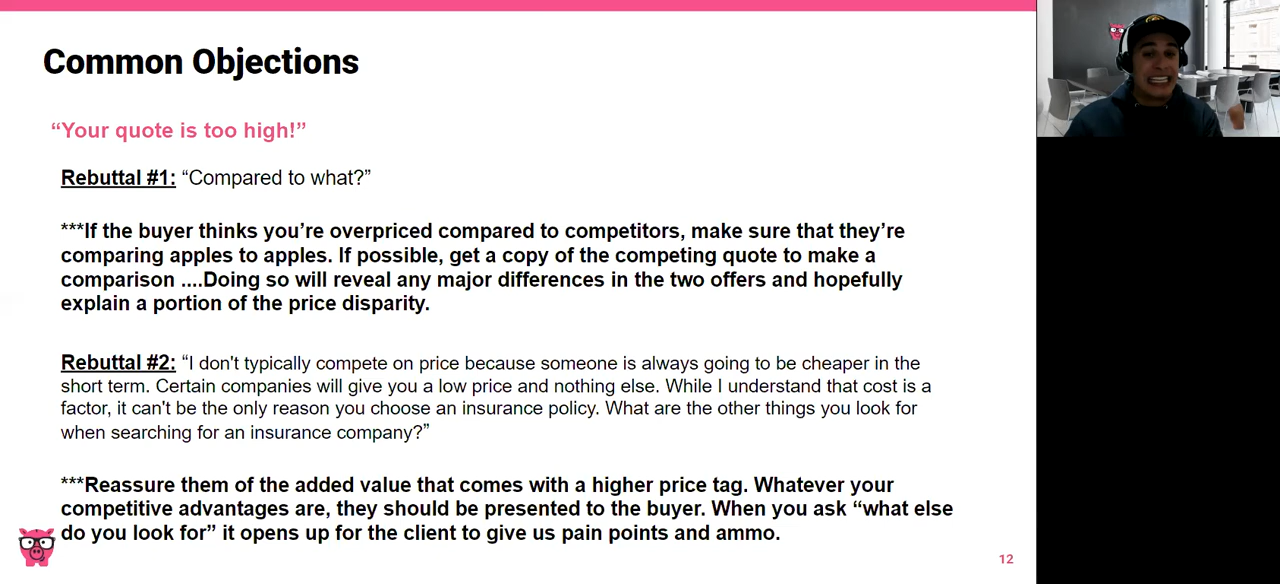 Common Objections
“Your quote is too high!”
Rebuttal #1: “Compared to what?”
***If the buyer thinks you’re overpriced compared to competitors, make sure that they’re
comparing apples to apples. If possible, get a copy of the competing quote to make a
comparison ....Doing so will reveal any major differences in the two offers and hopefully
explain a portion of the price disparity.
Rebuttal #2: “I don't typically compete on price because someone is always going to be cheaper in the
short term. Certain companies will give you a low price and nothing else. While I understand that cost is a
factor, it can't be the only reason you choose an insurance policy. What are the other things you look for
when searching for an insurance company?”
***Reassure them of the added value that comes with a higher price tag. Whatever your
competitive advantages are, they should be presented to the buyer. When you ask “what else
do you look for” it opens up for the client to give us pain points and ammo.
12